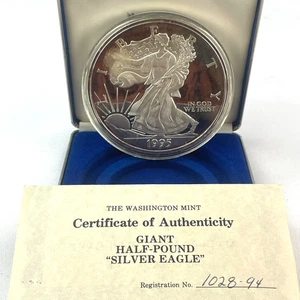 LIBERTY
IN GOD
WE TRUST
1995
THE WASHINGTON MINT
Certificate of Authenticity
GIANT
HALF-POUND
"SILVER EAGLE"
Registration No. 1028-94